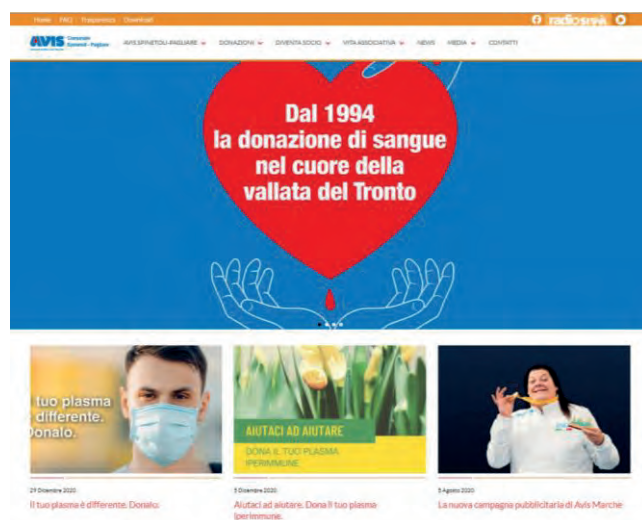 Home FAQ Trasparenza Download
radiosivà
AVIS Comunale
Spinetoli - Pagliare
AVIS SPINETOLI-PAGLIARE DONAZIONI DIVENTA SOCIO VITA ASSOCIATIVA NEWS MEDIA CONTATTI
Dal 1994
la donazione di sangue
nel cuore della
vallata del Tronto
tuo plasma
differente.
Donalo.
AIUTACI AD AIUTARE
DONA IL TUO PLASMA
IPERIMMUNE
29 Dicembre 2020
Il tuo plasma è differente. Donalo.
3 Dicembre 2020
Aiutaci ad aiutare. Dona il tuo plasma
iperimmune.
5 Agosto 2020
La nuova campagna pubblicitaria di Avis Marche